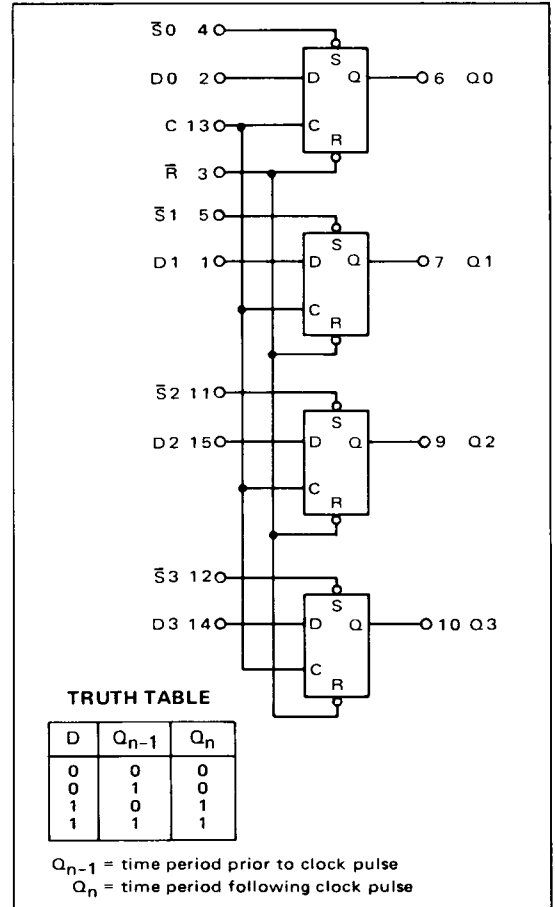 S̄0 4
D0 2
C 13
R̄ 3
S
D Q
C
R
6 Q0
S̄1 5
D1 1
S
D Q
C
R
7 Q1
S̄2 11
D2 15
S
D Q
C
R
9 Q2
S̄3 12
D3 14
S
D Q
C
R
10 Q3
TRUTH TABLE
D Qn-1 Qn
0 0 0
0 1 0
1 0 1
1 1 1
Qn-1 = time period prior to clock pulse
Qn = time period following clock pulse